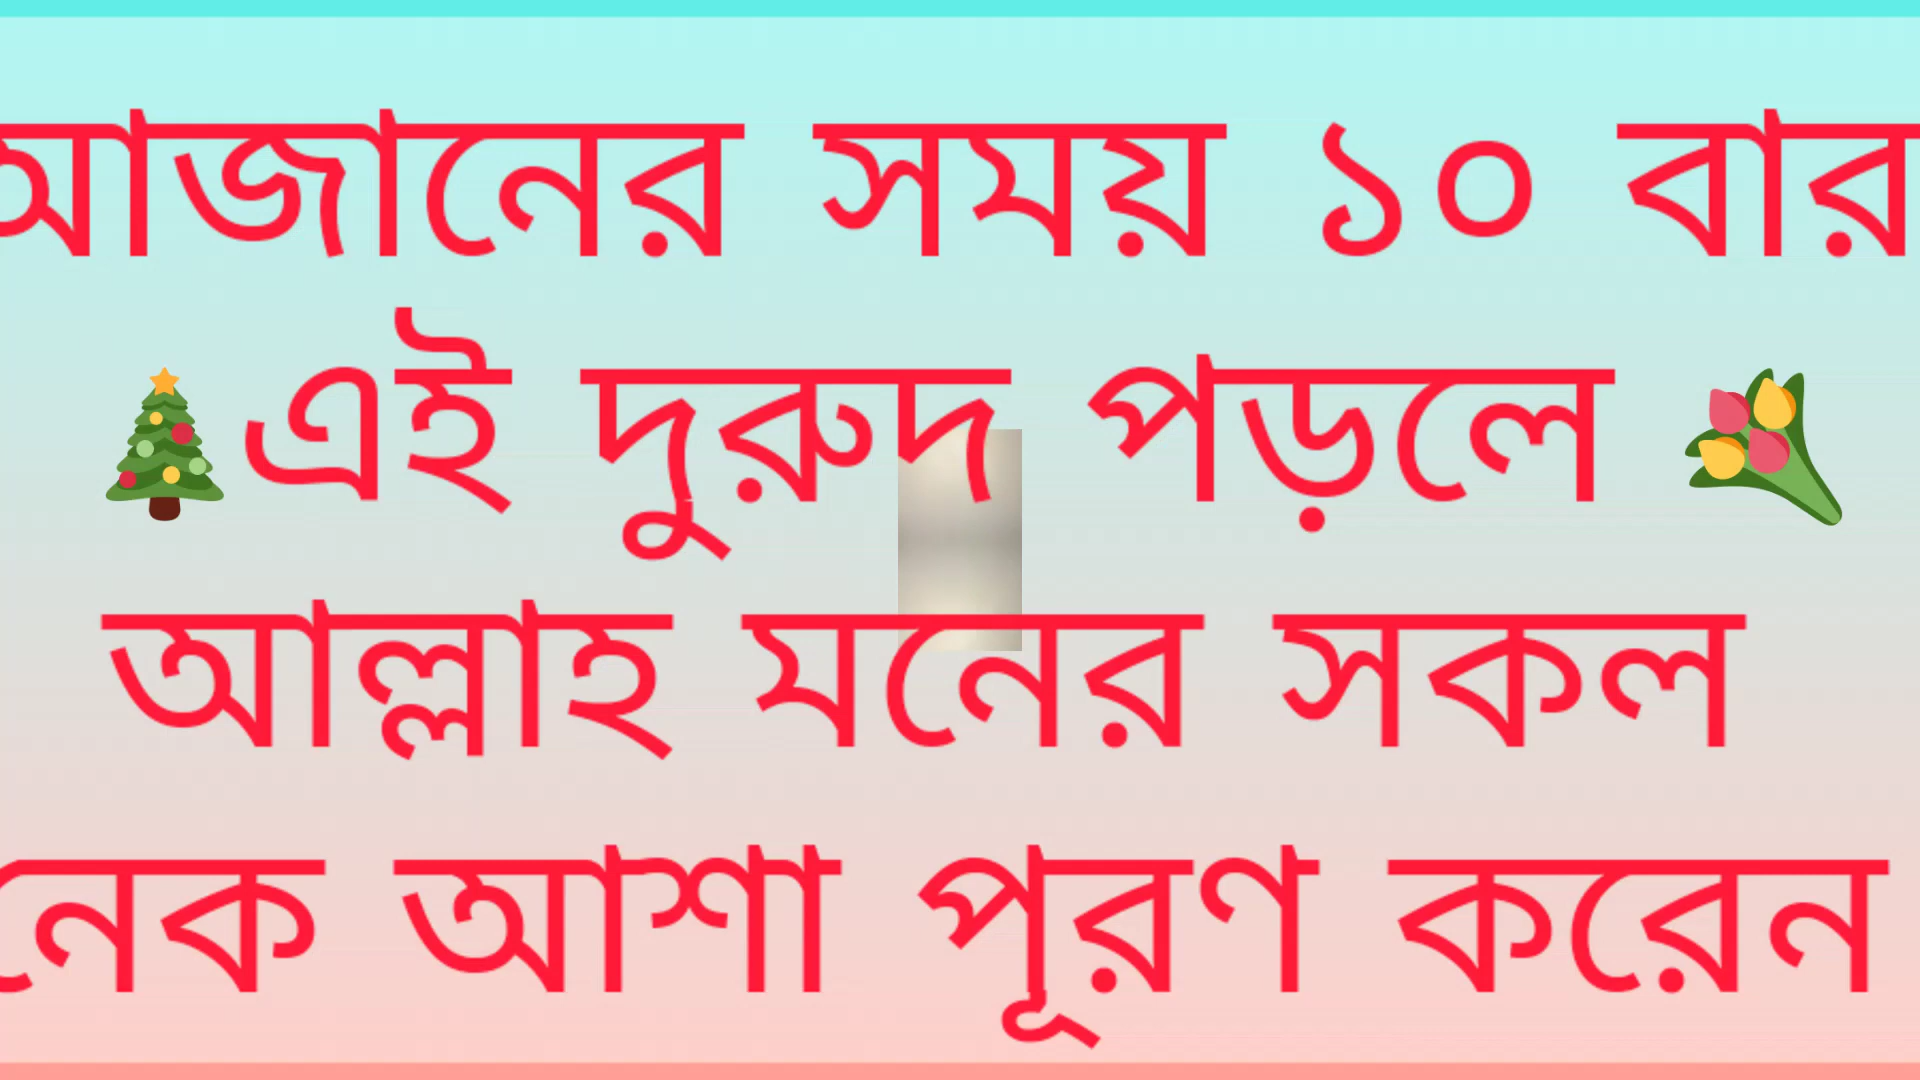 আজানের সময় ১০ বার
🎄এই দুরুদ পড়লে 💐
আল্লাহ মনের সকল
নেক আশা পূরণ করেন